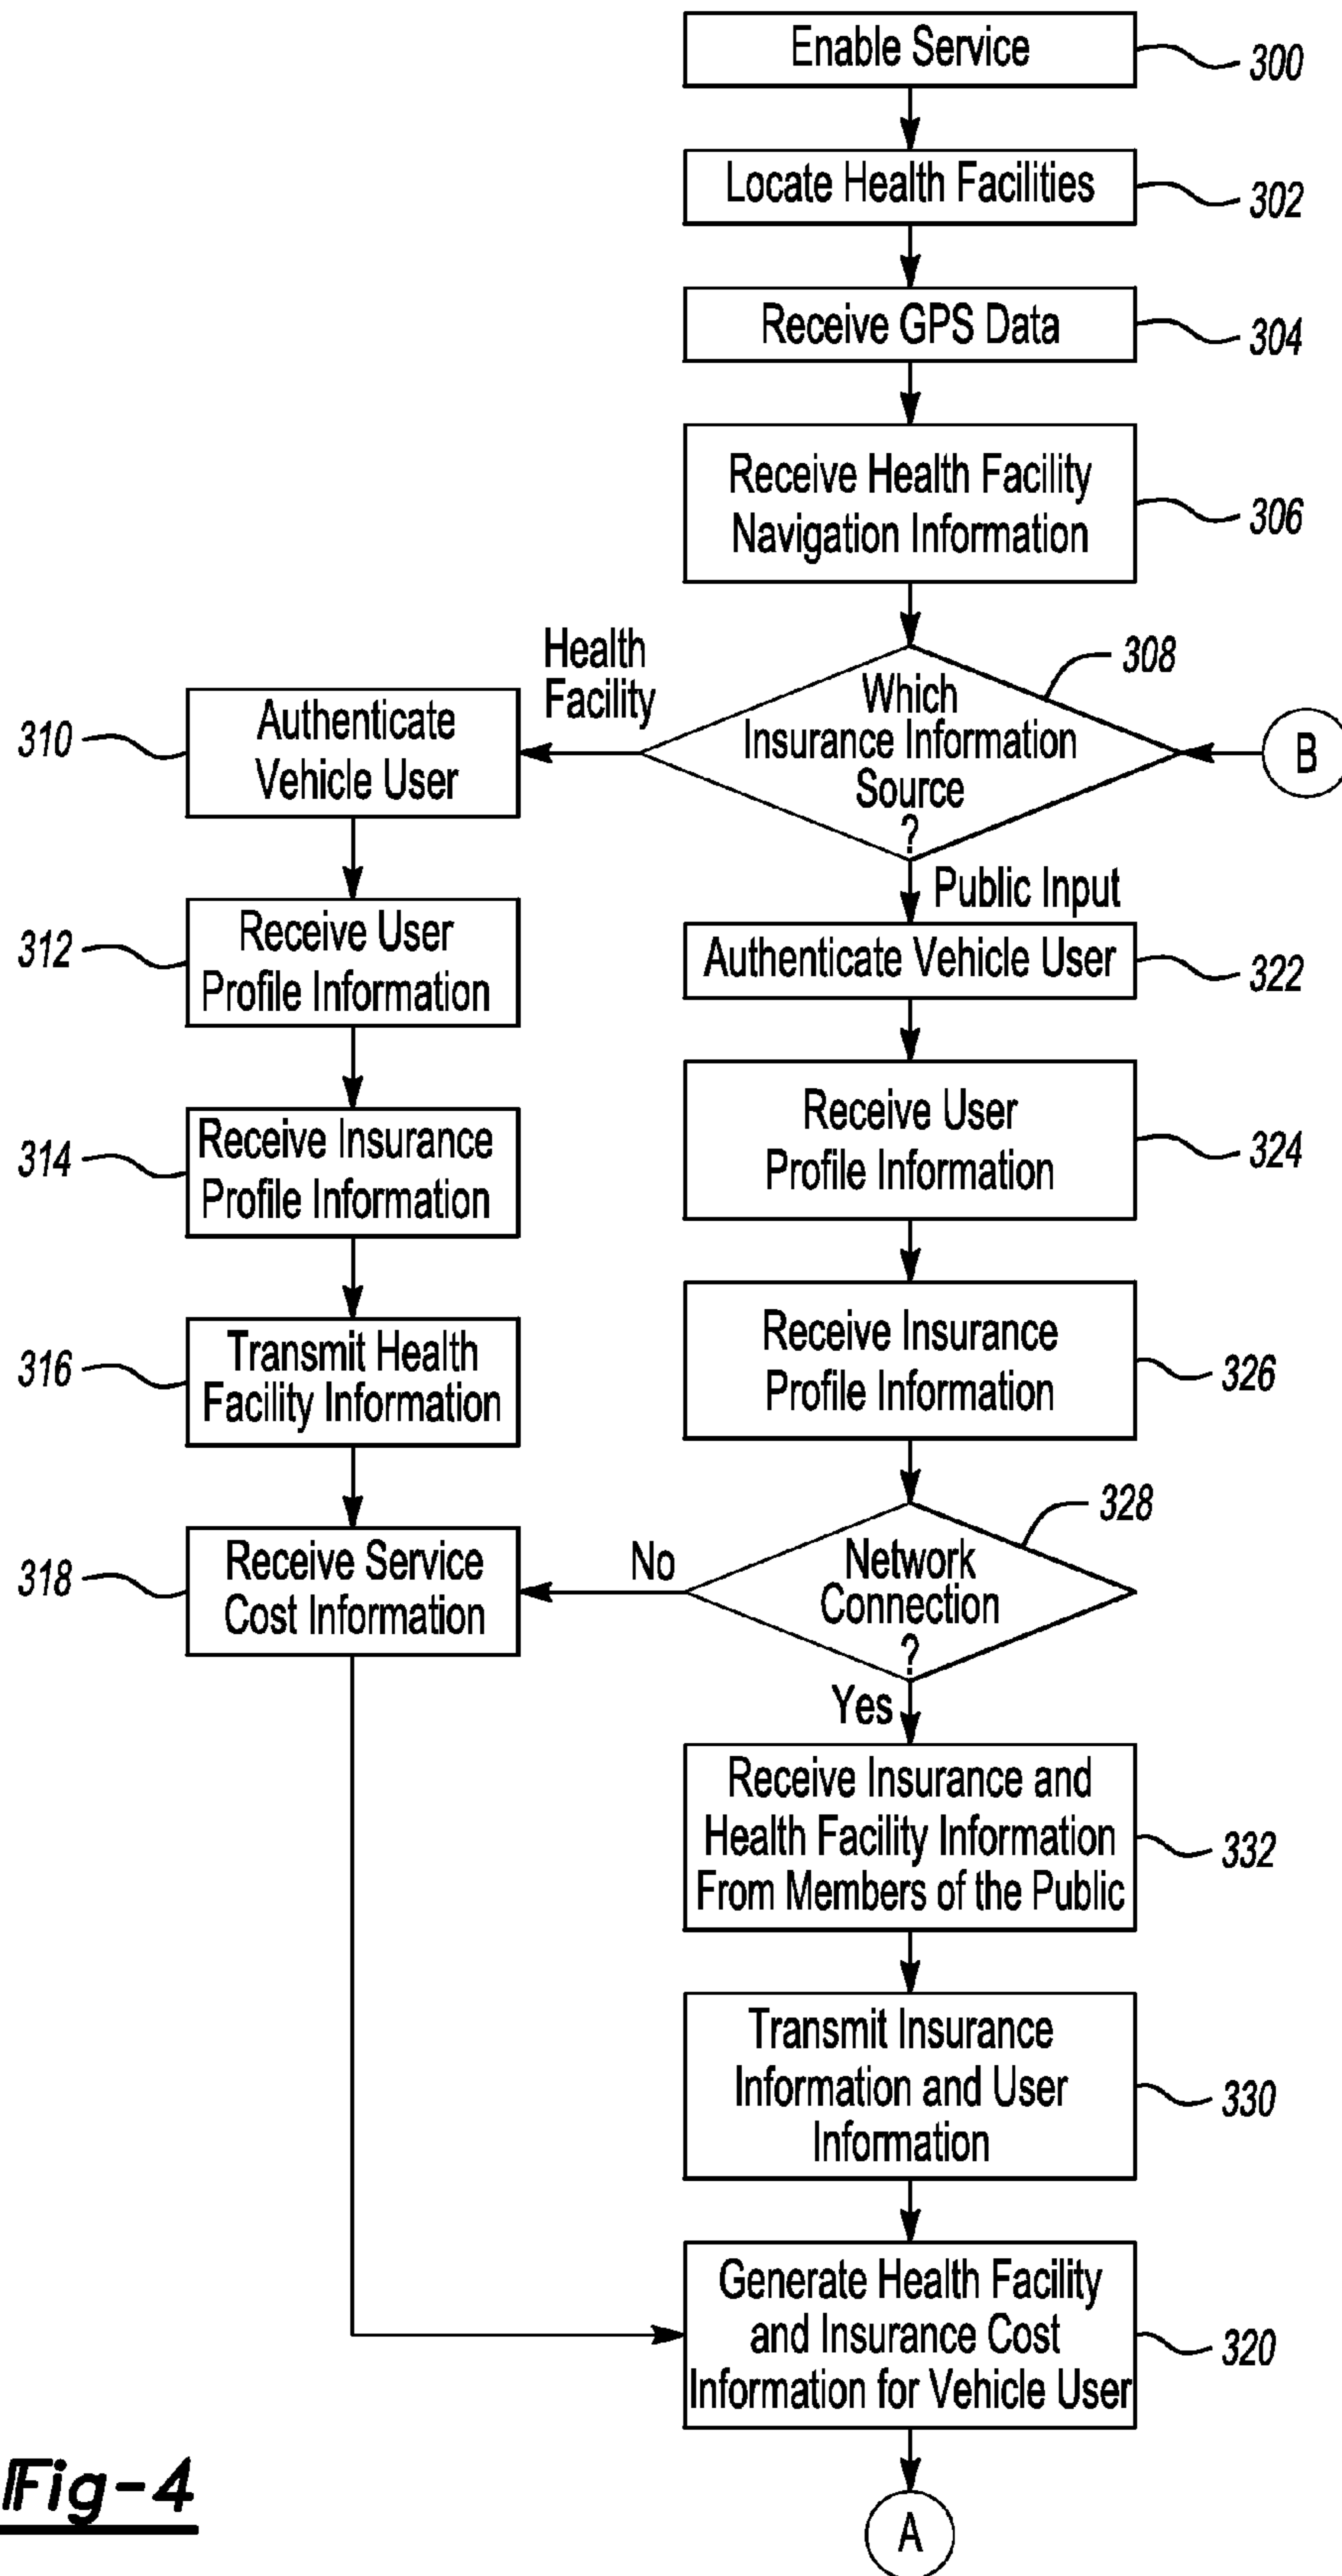 Enable Service
300
Locate Health Facilities
302
Receive GPS Data
304
Receive Health Facility
Navigation Information
306
Health
Facility
308
Which
Insurance Information
Source
?
B
310
Authenticate
Vehicle User
Public Input
312
Receive User
Profile Information
Authenticate Vehicle User
322
Receive User
Profile Information
324
314
Receive Insurance
Profile Information
Receive Insurance
Profile Information
326
316
Transmit Health
Facility Information
328
Network
Connection
?
No
318
Receive Service
Cost Information
Yes
Receive Insurance and
Health Facility Information
From Members of the Public
332
Transmit Insurance
Information and User
Information
330
Generate Health Facility
and Insurance Cost
Information for Vehicle User
320
Fig-4
A